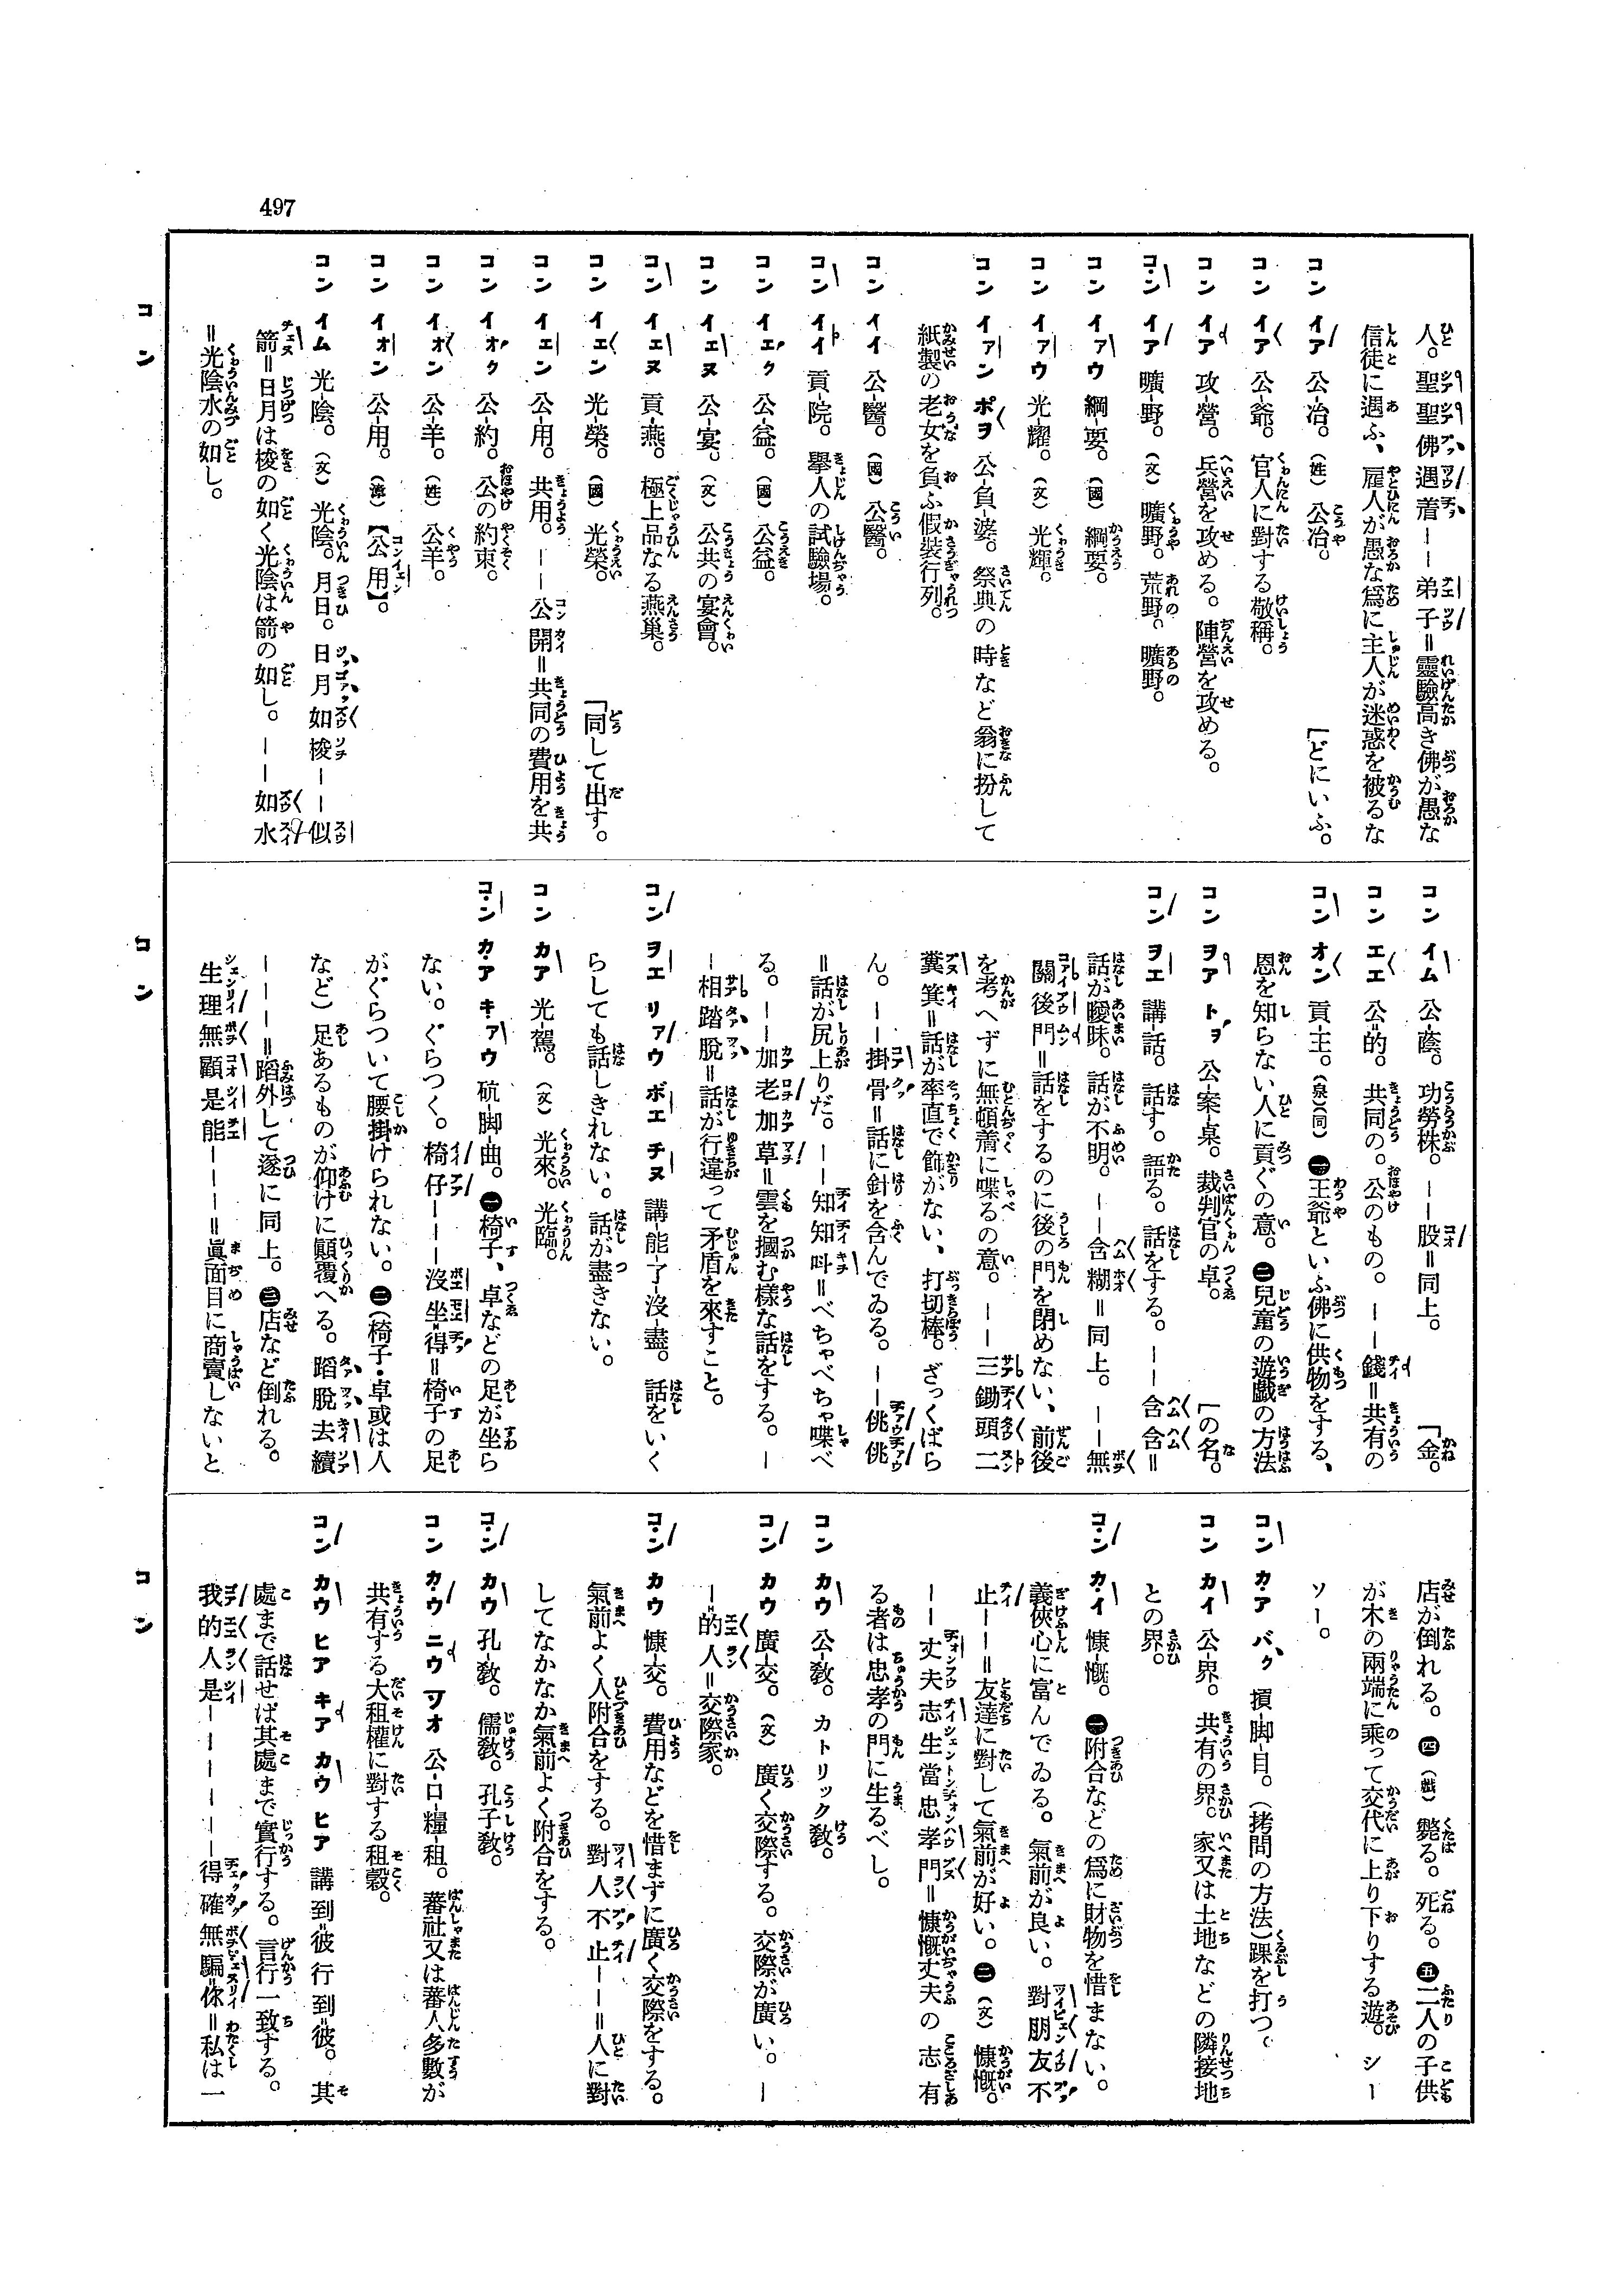 497
人。聖聖佛遇着――弟子=靈驗高き佛が愚な
信徒に遇ふ、雇人が愚な爲に主人が迷惑を被るな
コン イア 公-冶。(姓) 公冶。 「どにいふ。
コン イア 公-爺。官人に對する敬稱。
コン イア 攻-營。兵營を攻める。陣營を攻める。
コン イア 曠-野。(文) 曠野。荒野。曠野。
コン イァウ 綱-要。(國) 綱要。
コン イァウ 光-耀。(文) 光輝。
コン イァン ポヲ 公-負-婆。祭典の時など翁に扮して
紙製の老女を負ふ假裝行列。
コン イイ 公-醫。(國) 公醫。
コン イイ 貢-院。擧人の試驗場。
コン イェク 公-益。(國) 公益。
コン イェヌ 公-宴。(文) 公共の宴會。
コン イェヌ 貢-燕。極上品なる燕巢。
コン イェン 光-榮。(國) 光榮。 「同して出す。
コン イェン 公-用。共用。――公開=共同の費用を共
コン イォク 公-約。公の約束。
コン イォン 公-羊。(姓) 公羊。
コン イォン 公-用。(漳)【公用】。
コン イム 光-陰。(文) 光陰。月日。日月如梭――似
箭=日月は梭の如く光陰は箭の如し。――如水
=光陰水の如し。
コン イム 公-蔭。功勞株。――股=同上。
コン エエ 公=的。共同の。公のもの。――錢=共有の 「金。
コン オン 貢-王。(泉)(同) ㊀王爺といふ佛に供物をする、
恩を知らない人に貢ぐの意。㊁兒童の遊戲の方法
コン ヲア トヲ 公-案-桌。裁判官の卓。 「の名。
コン ヲエ 講-話。話す。語る。話をする。――含含=
話が曖昧。話が不明。――含糊=同上。――無
關後門=話をするのに後の門を閉めない、前後
を考へずに無頓着に喋るの意。――三鋤頭二
糞箕=話が率直で飾がない、打切棒。ざっくばら
ん。――掛骨=話に針を含んでゐる。――佻佻
=話が尻上りだ。――知知呌=べちゃべちゃ喋べ
る。――加老加草=雲を摑む樣な話をする。―
―相踏脫=話が行違って矛盾を來すこと。
コン ヲエ リァウ ボエ チヌ 講-能-了-沒-盡。話をいく
らしても話しきれない。話が盡きない。
コン カア 光-駕。(文) 光來。光臨。
コン カ・ア キ・ァウ 𥐻-脚-曲。㊀椅子、卓などの足が坐ら
ない。ぐらつく。椅仔―――沒坐=得=椅子の足
がぐらついて腰掛けられない。㊁(椅子・卓或は人
など) 足あるものが仰けに顚覆へる。蹈脫去續
―――=蹈外して遂に同上。㊂店など倒れる。
生理無顧是能―――=眞面目に商賣しないと
店が倒れる。㊃(戲) 斃る。死る。㊄二人の子供
が木の兩端に乘って交代に上り下りする遊。シー
ソー。
コン カ・ア バ・ク 摃-脚-目。(拷問の方法) 踝を打つ。
コン カイ 公-界。共有の界。家又は土地などの隣接地
との界。
コン カ・イ 慷-慨。㊀附合などの爲に財物を惜まない。
義俠心に富んでゐる。氣前が良い。對朋友不
止――=友達に對して氣前が好い。㊁(文) 慷慨。
――丈夫志生當忠孝門=慷慨丈夫の志有
る者は忠孝の門に生るべし。
コン カウ 公-敎。カトリック敎。
コン カウ 廣-交。(文) 廣く交際する。交際が廣い。―
―=的人=交際家。
コン カウ 慷-交。費用などを惜まずに廣く交際をする。
氣前よく人附合をする。對人不止――=人に對
してなかなか氣前よく附合をする。
コン カウ 孔-敎。儒敎。孔子敎。
コン カ・ウ ニウ ツオ 公-口-糧-租。蕃社又は蕃人多數が
共有する大租權に對する租穀。
コン カウ ヒア キア カウ ヒア 講到=彼行到=彼。其
處まで話せば其處まで實行する。言行一致する。
我的人是――――――得確無騙=你=私は一
コン
コン
コン